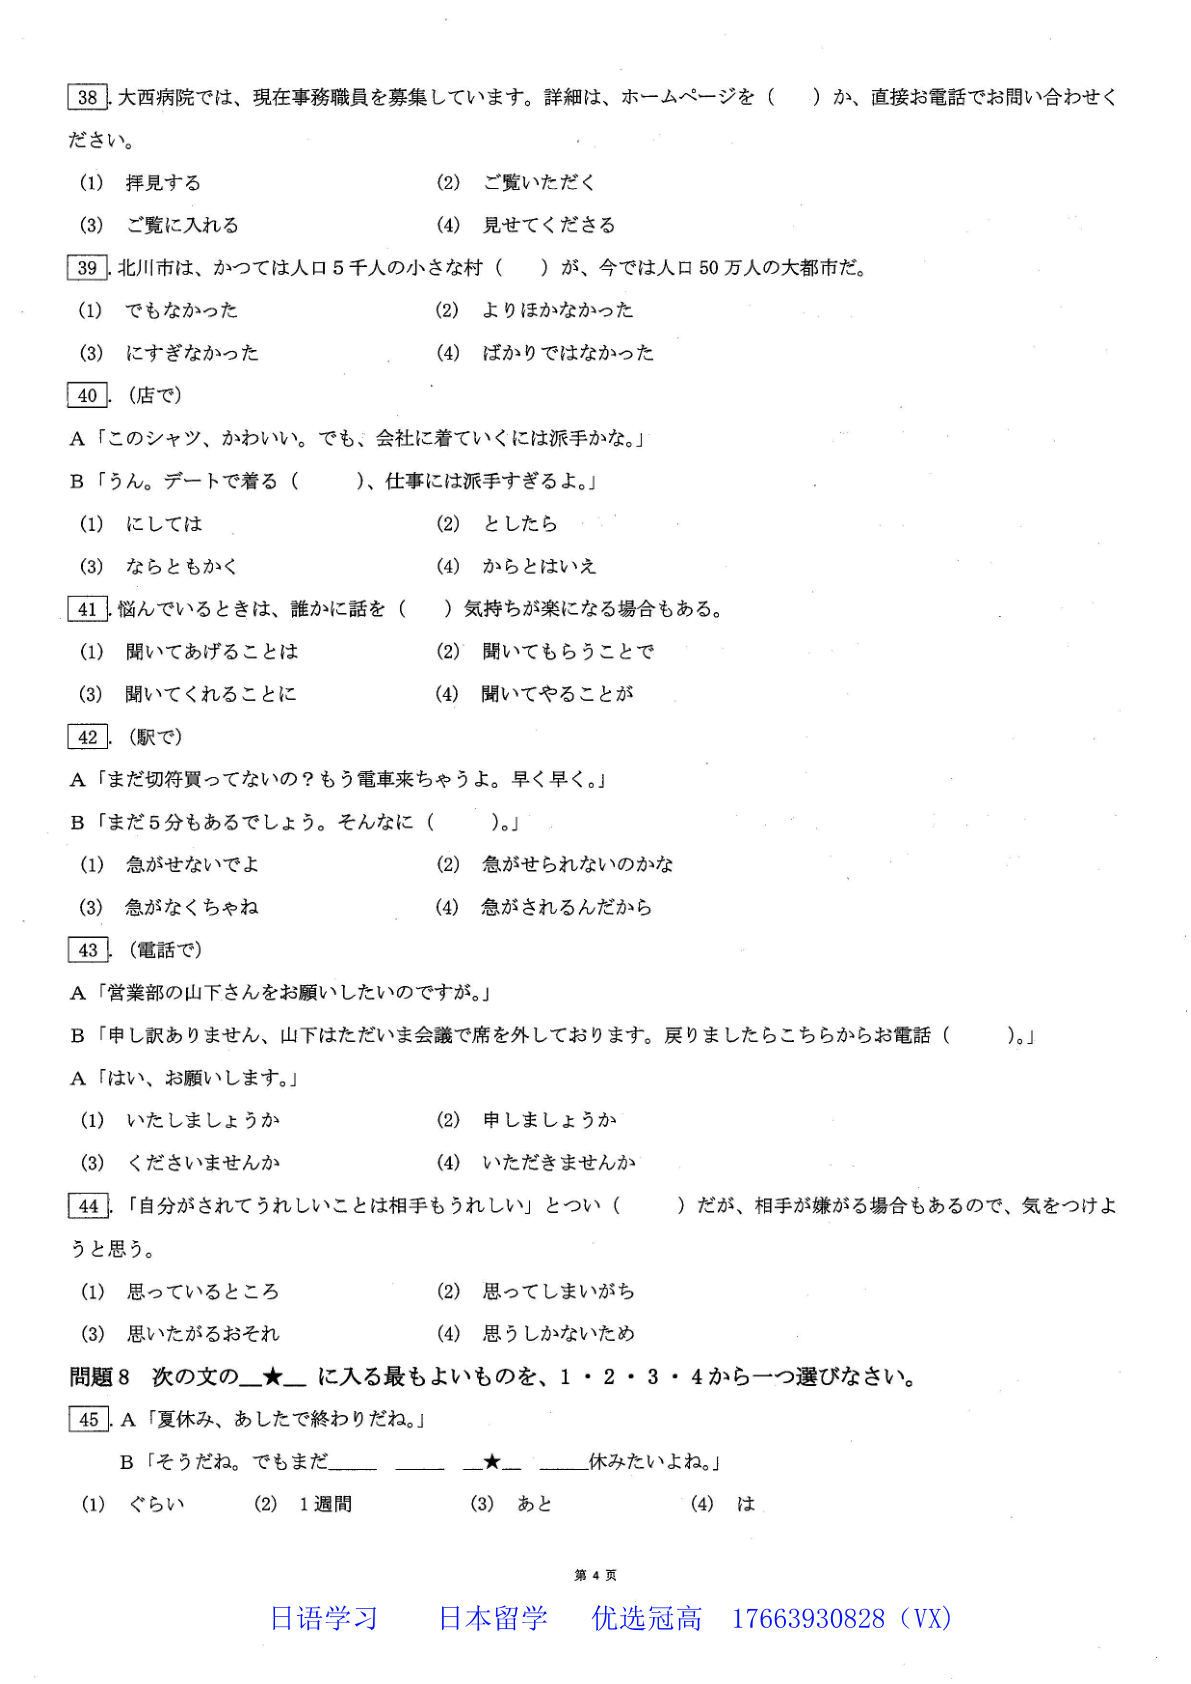 38. 大西病院では、現在事務職員を募集しています。詳細は、ホームページを（　　）か、直接お電話でお問い合わせく
ださい。
(1) 拝見する (2) ご覧いただく
(3) ご覧に入れる (4) 見せてくださる
39. 北川市は、かつては人口５千人の小さな村（　　）が、今では人口 50 万人の大都市だ。
(1) でもなかった (2) よりほかなかった
(3) にすぎなかった (4) ばかりではなかった
40. （店で）
A「このシャツ、かわいい。でも、会社に着ていくには派手かな。」
B「うん。デートで着る（　　　）、仕事には派手すぎるよ。」
(1) にしては (2) としたら
(3) ならともかく (4) からとはいえ
41. 悩んでいるときは、誰かに話を（　　）気持ちが楽になる場合もある。
(1) 聞いてあげることは (2) 聞いてもらうことで
(3) 聞いてくれることに (4) 聞いてやることが
42. （駅で）
A「まだ切符買ってないの？もう電車来ちゃうよ。早く早く。」
B「まだ５分もあるでしょう。そんなに（　　　）。」
(1) 急がせないでよ (2) 急がせられないのかな
(3) 急がなくちゃね (4) 急がされるんだから
43. （電話で）
A「営業部の山下さんをお願いしたいのですが。」
B「申し訳ありません、山下はただいま会議で席を外しております。戻りましたらこちらからお電話（　　　）。」
A「はい、お願いします。」
(1) いたしましょうか (2) 申しましょうか
(3) くださいませんか (4) いただきませんか
44. 「自分がされてうれしいことは相手もうれしい」とつい（　　　）だが、相手が嫌がる場合もあるので、気をつけよ
うと思う。
(1) 思っているところ (2) 思ってしまいがち
(3) 思いたがるおそれ (4) 思うしかないため
問題８　次の文の__★__ に入る最もよいものを、１・２・３・４から一つ選びなさい。
45. A「夏休み、あしたで終わりだね。」
B「そうだね。でもまだ_____ _____ __★__ _____休みたいよね。」
(1) ぐらい (2) １週間 (3) あと (4) は
第 4 页
日语学习 日本留学 优选冠高 17663930828（VX)